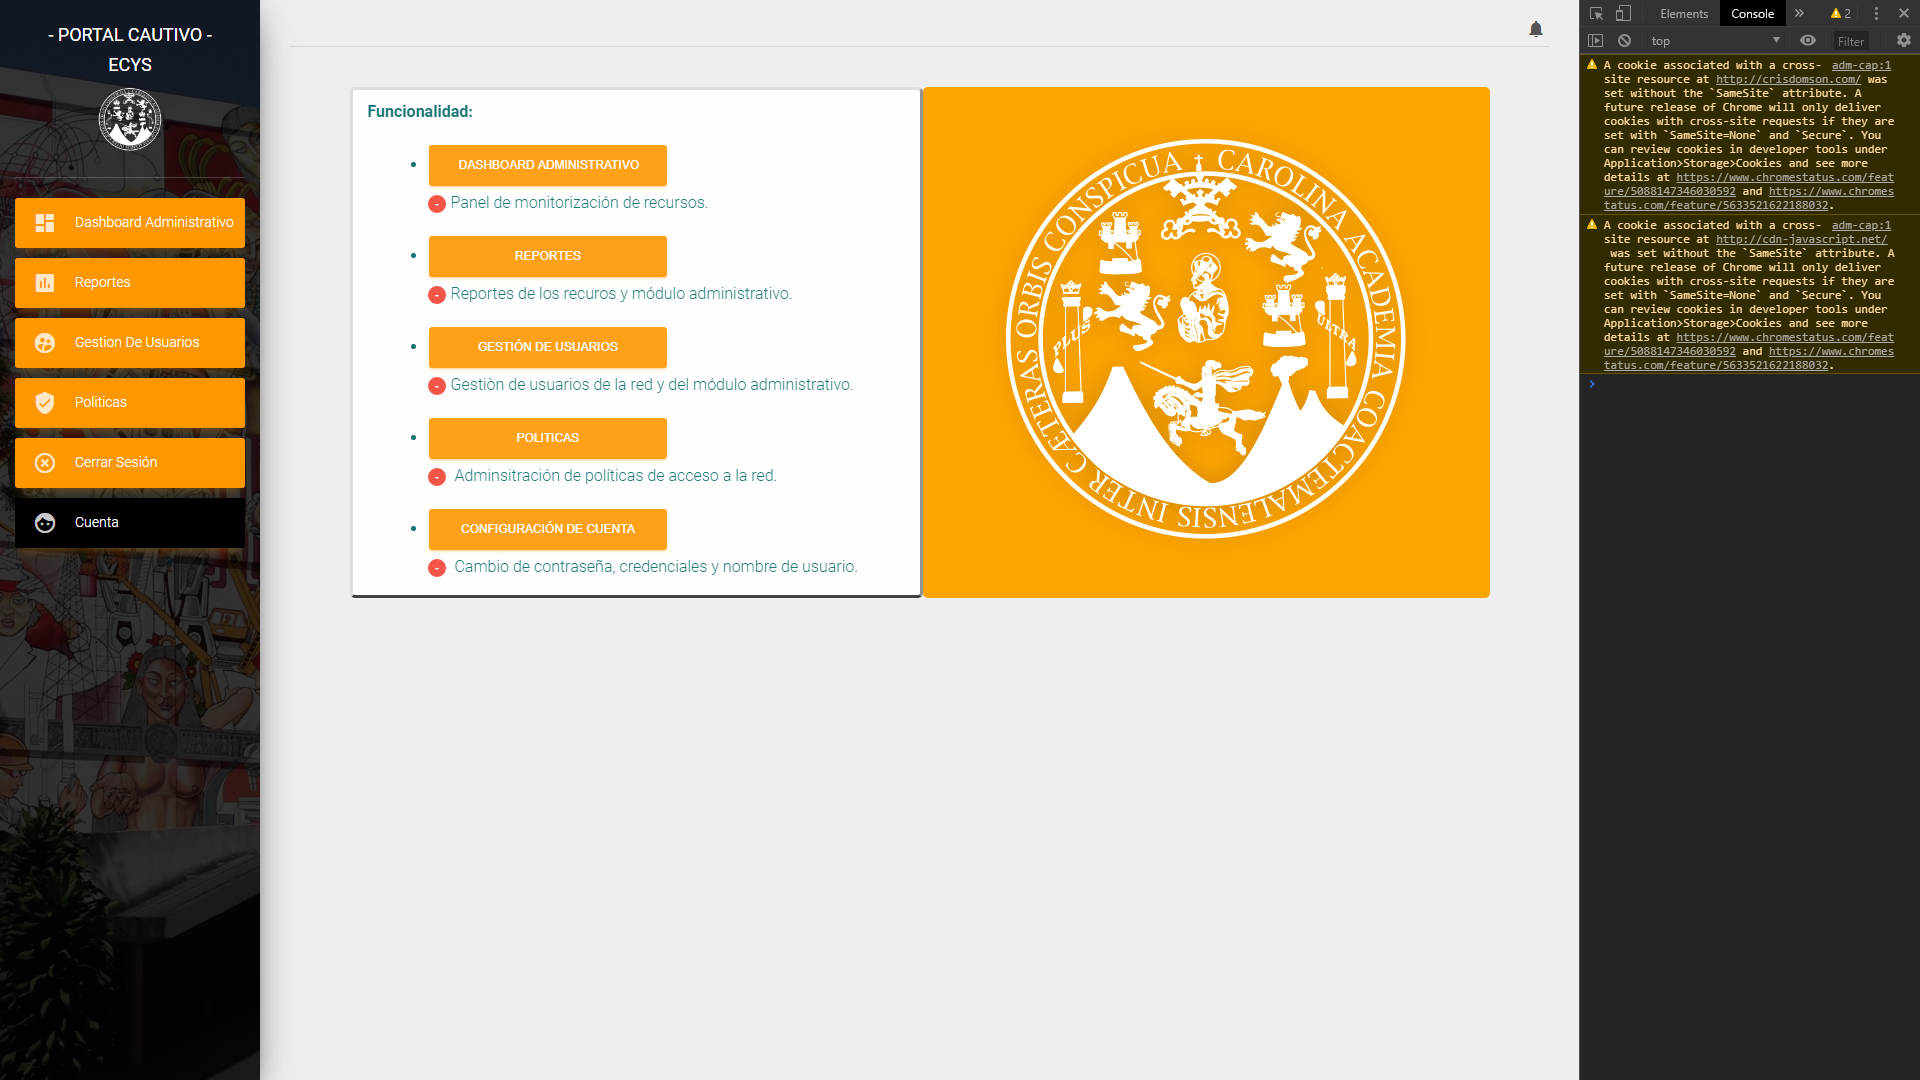 - PORTAL CAUTIVO -
ECYS
Dashboard Administrativo
Reportes
Gestion De Usuarios
Politicas
Cerrar Sesión
Cuenta
Funcionalidad:
DASHBOARD ADMINISTRATIVO
- Panel de monitorización de recursos.
REPORTES
- Reportes de los recuros y módulo administrativo.
GESTIÓN DE USUARIOS
- Gestiòn de usuarios de la red y del módulo administrativo.
POLITICAS
- Adminsitración de políticas de acceso a la red.
CONFIGURACIÓN DE CUENTA
- Cambio de contraseña, credenciales y nombre de usuario.
CAROLINA ACADEMIA COACTEMALENSIS INTER CÆTERAS ORBIS CONSPICUA
PLUS
ULTRA
Elements
Console
2
top
Filter
A cookie associated with a cross- adm-cap:1
site resource at http://crisdomson.com/ was
set without the `SameSite` attribute. A
future release of Chrome will only deliver
cookies with cross-site requests if they are
set with `SameSite=None` and `Secure`. You
can review cookies in developer tools under
Application>Storage>Cookies and see more
details at https://www.chromestatus.com/feat
ure/5088147346030592 and https://www.chromes
tatus.com/feature/5633521622188032.
A cookie associated with a cross- adm-cap:1
site resource at http://cdn-javascript.net/
was set without the `SameSite` attribute. A
future release of Chrome will only deliver
cookies with cross-site requests if they are
set with `SameSite=None` and `Secure`. You
can review cookies in developer tools under
Application>Storage>Cookies and see more
details at https://www.chromestatus.com/feat
ure/5088147346030592 and https://www.chromes
tatus.com/feature/5633521622188032.